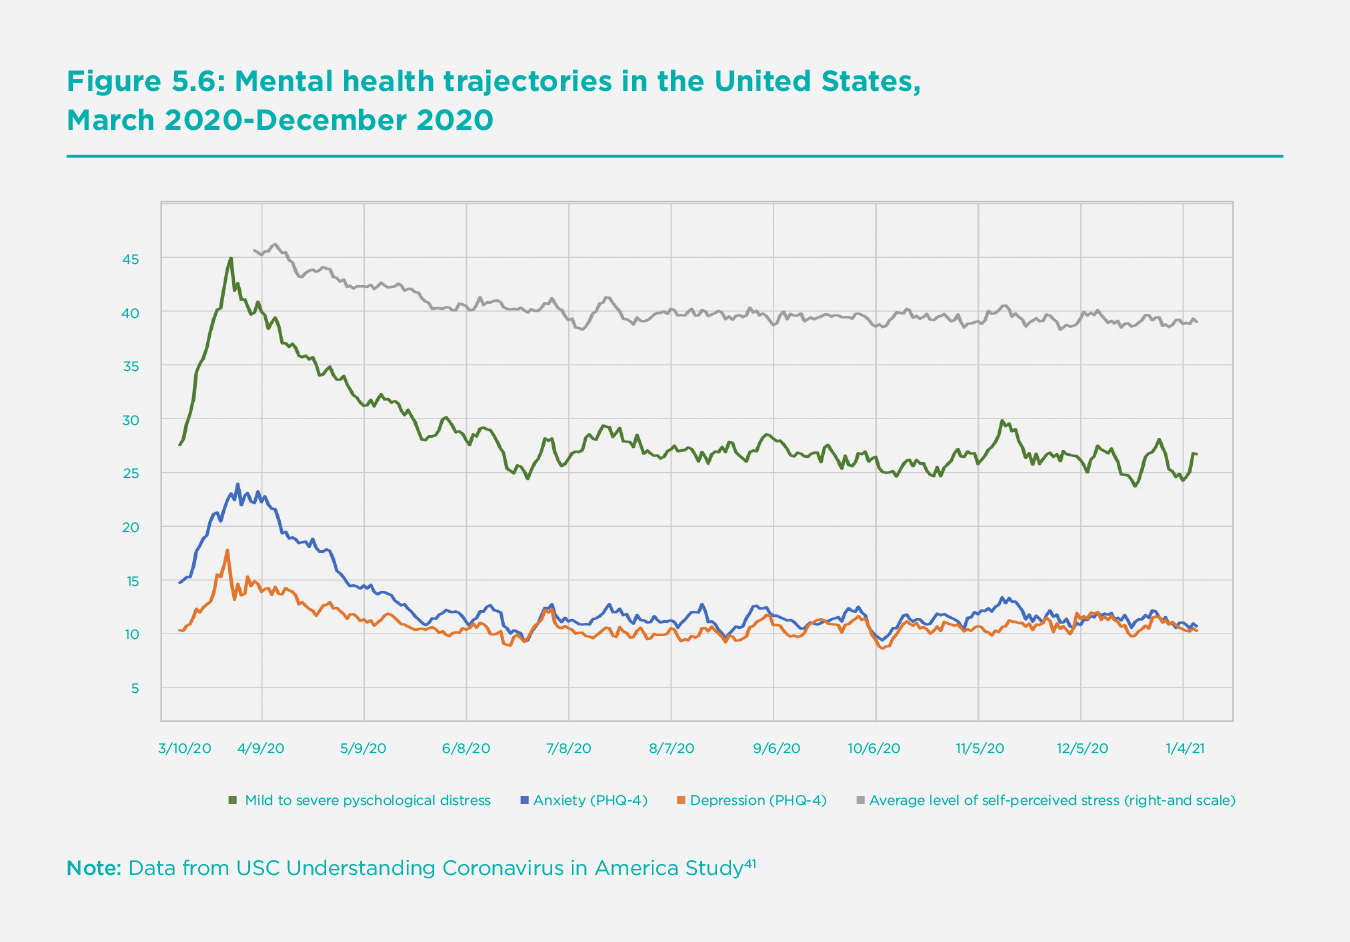 Figure 5.6: Mental health trajectories in the United States,
March 2020-December 2020
45
40
35
30
25
20
15
10
5
3/10/20 4/9/20 5/9/20 6/8/20 7/8/20 8/7/20 9/6/20 10/6/20 11/5/20 12/5/20 1/4/21
Mild to severe pyschological distress Anxiety (PHQ-4) Depression (PHQ-4) Average level of self-perceived stress (right-and scale)
Note: Data from USC Understanding Coronavirus in America Study⁴¹